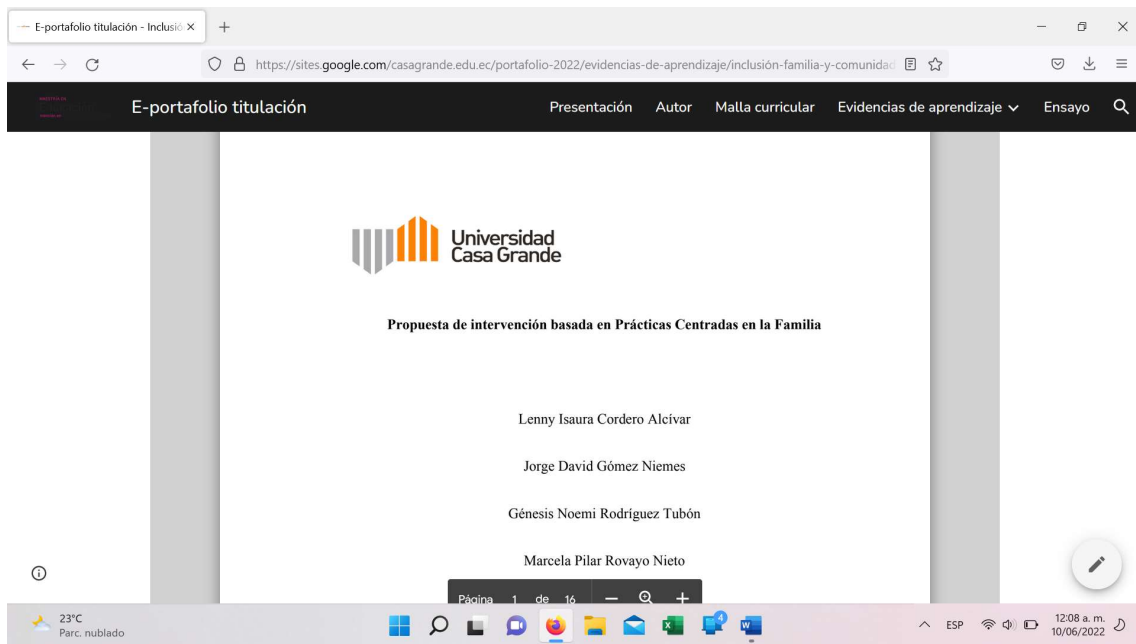 E-portafolio titulación - Inclusió
https://sites.google.com/casagrande.edu.ec/portafolio-2022/evidencias-de-aprendizaje/inclusión-familia-y-comunidad
E-portafolio titulación
Presentación Autor Malla curricular Evidencias de aprendizaje Ensayo
Universidad
Casa Grande
Propuesta de intervención basada en Prácticas Centradas en la Familia
Lenny Isaura Cordero Alcívar
Jorge David Gómez Niemes
Génesis Noemi Rodríguez Tubón
Marcela Pilar Rovayo Nieto
Página 1 de 16
23°C
Parc. nublado
4
ESP
12:08 a. m.
10/06/2022